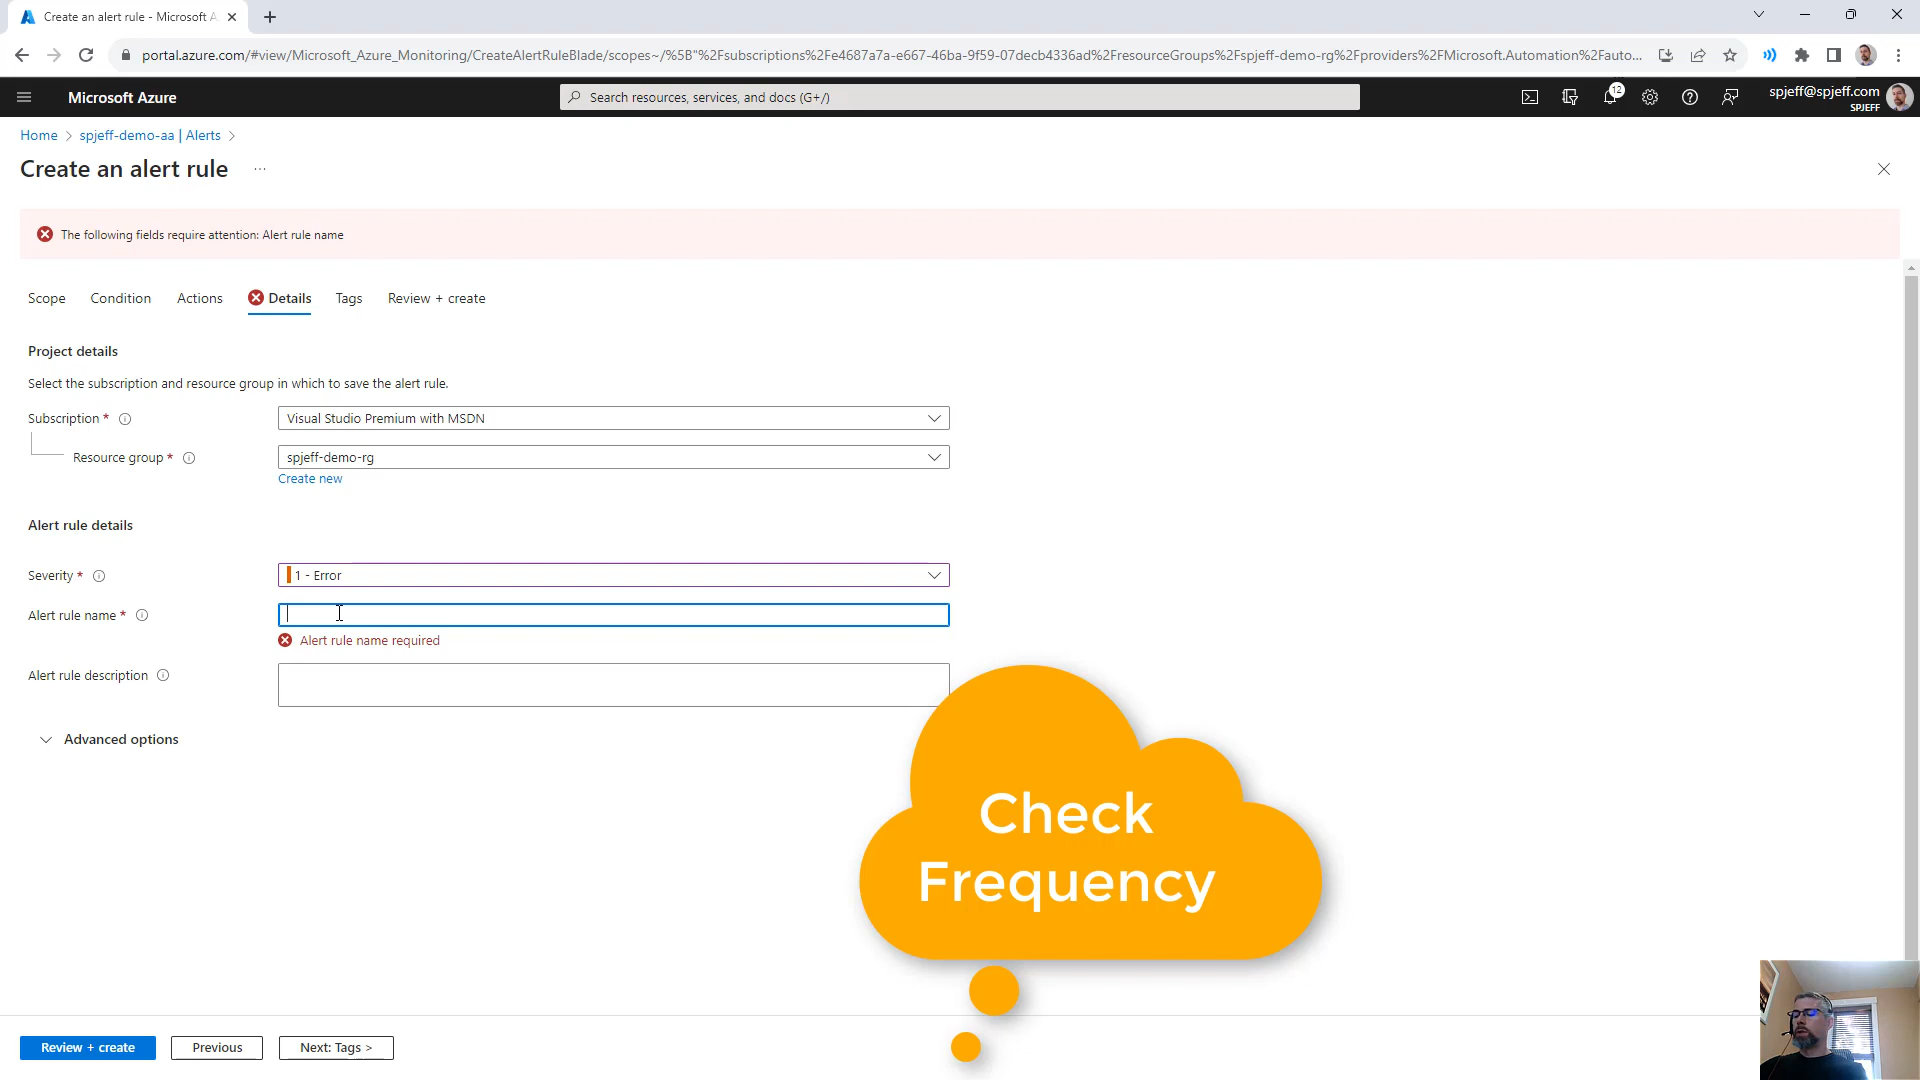 Create an alert rule - Microsoft A
portal.azure.com/#view/Microsoft_Azure_Monitoring/CreateAlertRuleBlade/scopes~/%5B"%2Fsubscriptions%2Fe4687a7a-e667-46ba-9f59-07decb4336ad%2FresourceGroups%2Fspjeff-demo-rg%2Fproviders%2FMicrosoft.Automation%2Fauto...
Microsoft Azure
Search resources, services, and docs (G+/)
12
spjeff@spjeff.com
SPJEFF
Home > spjeff-demo-aa | Alerts >
Create an alert rule ...
The following fields require attention: Alert rule name
Scope Condition Actions Details Tags Review + create
Project details
Select the subscription and resource group in which to save the alert rule.
Subscription * Visual Studio Premium with MSDN
Resource group * spjeff-demo-rg
Create new
Alert rule details
Severity * 1 - Error
Alert rule name *
Alert rule name required
Alert rule description
Advanced options
Check
Frequency
Review + create Previous Next: Tags >